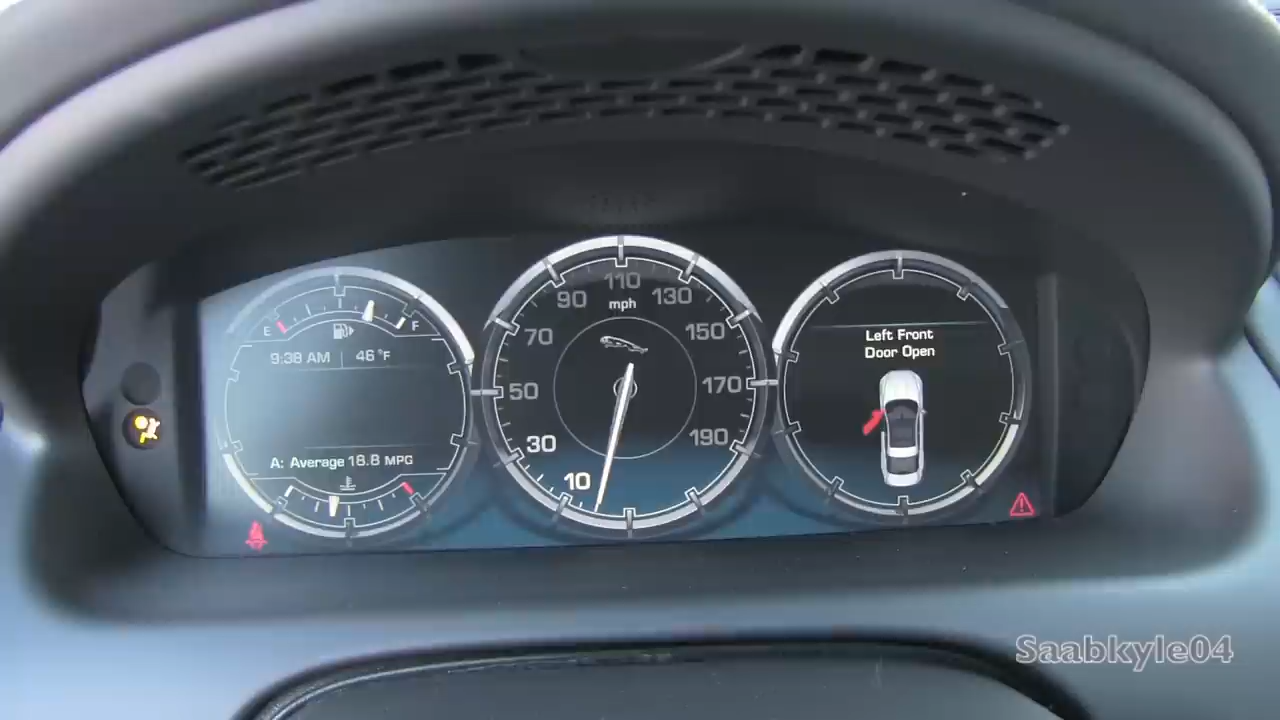 E
F
9:38 AM
46°F
A: Average 18.8 MPG
10
30
50
70
90
110
130
150
170
190
mph
Left Front
Door Open
Saabkyle04